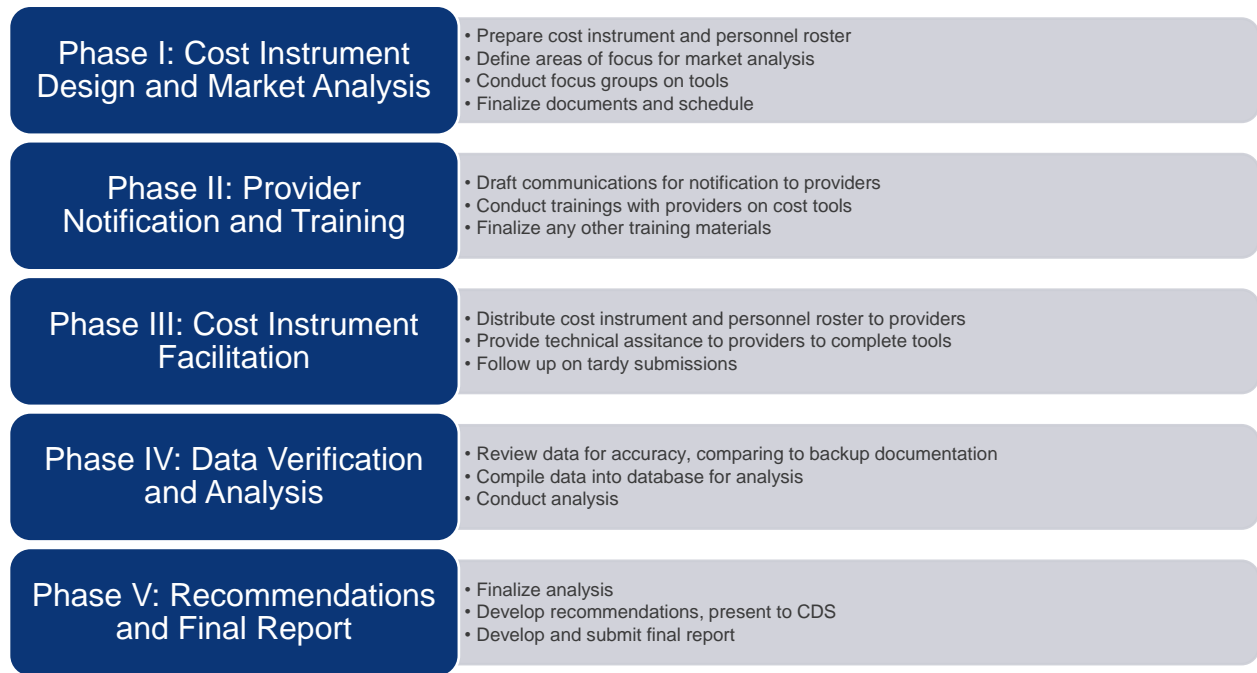 Phase I: Cost Instrument
Design and Market Analysis
• Prepare cost instrument and personnel roster
• Define areas of focus for market analysis
• Conduct focus groups on tools
• Finalize documents and schedule
Phase II: Provider
Notification and Training
• Draft communications for notification to providers
• Conduct trainings with providers on cost tools
• Finalize any other training materials
Phase III: Cost Instrument
Facilitation
• Distribute cost instrument and personnel roster to providers
• Provide technical assitance to providers to complete tools
• Follow up on tardy submissions
Phase IV: Data Verification
and Analysis
• Review data for accuracy, comparing to backup documentation
• Compile data into database for analysis
• Conduct analysis
Phase V: Recommendations
and Final Report
• Finalize analysis
• Develop recommendations, present to CDS
• Develop and submit final report